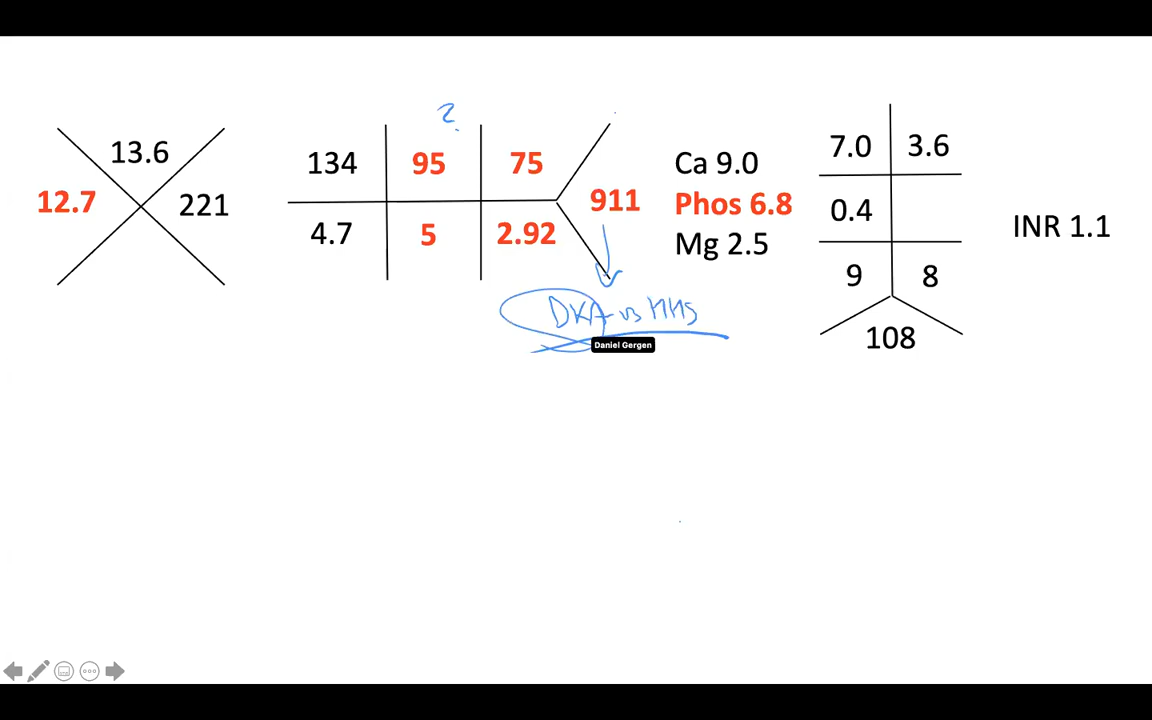 2
13.6
12.7 221
134 95 75
911
4.7 5 2.92
Ca 9.0
Phos 6.8
Mg 2.5
7.0 3.6
0.4
9 8
108
INR 1.1
DKA vs HHS
Daniel Gergen